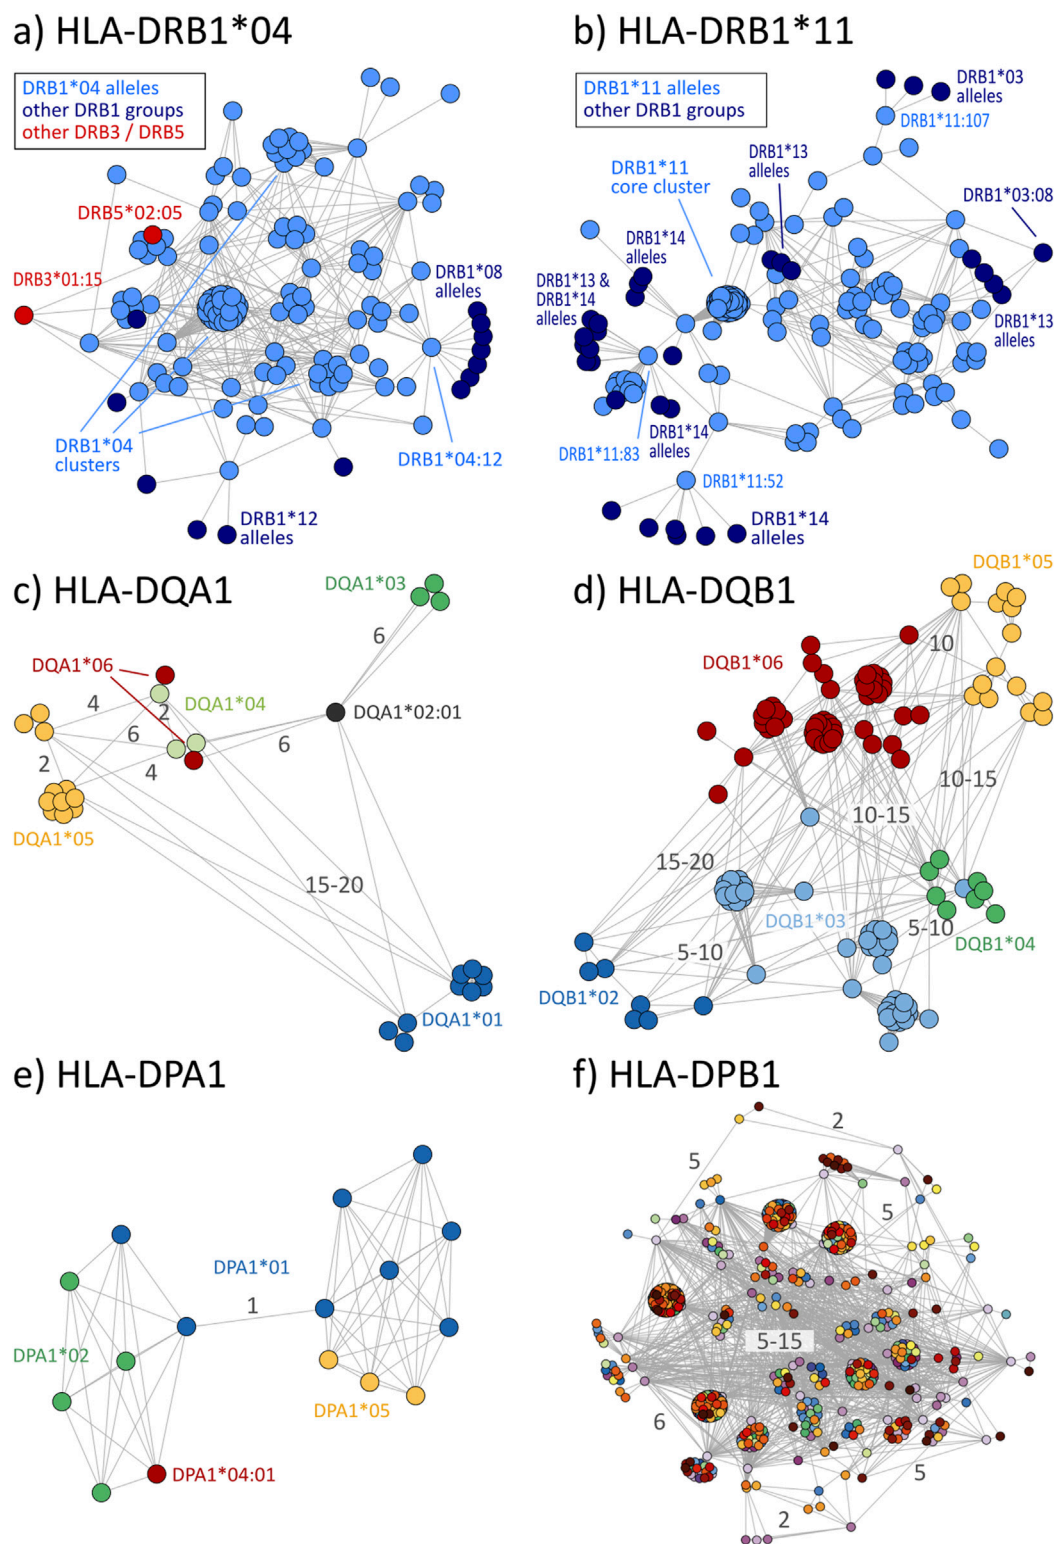 a) HLA-DRB1*04
DRB1*04 alleles
other DRB1 groups
other DRB3 / DRB5
DRB5*02:05
DRB3*01:15
DRB1*08
alleles
DRB1*04
clusters
DRB1*04:12
DRB1*12
alleles
b) HLA-DRB1*11
DRB1*11 alleles
other DRB1 groups
DRB1*03
alleles
DRB1*11:107
DRB1*13
alleles
DRB1*11
core cluster
DRB1*03:08
DRB1*14
alleles
DRB1*13 &
DRB1*14
alleles
DRB1*13
alleles
DRB1*14
alleles
DRB1*11:83
DRB1*11:52
DRB1*14
alleles
c) HLA-DQA1
DQA1*03
6
DQA1*06
4
2
DQA1*04
DQA1*02:01
6
6
2
4
DQA1*05
15-20
DQA1*01
d) HLA-DQB1
DQB1*05
10
DQB1*06
10-15
10-15
15-20
DQB1*03
5-10
DQB1*04
5-10
DQB1*02
e) HLA-DPA1
DPA1*01
1
DPA1*02
DPA1*05
DPA1*04:01
f) HLA-DPB1
2
5
5
5-15
6
5
2